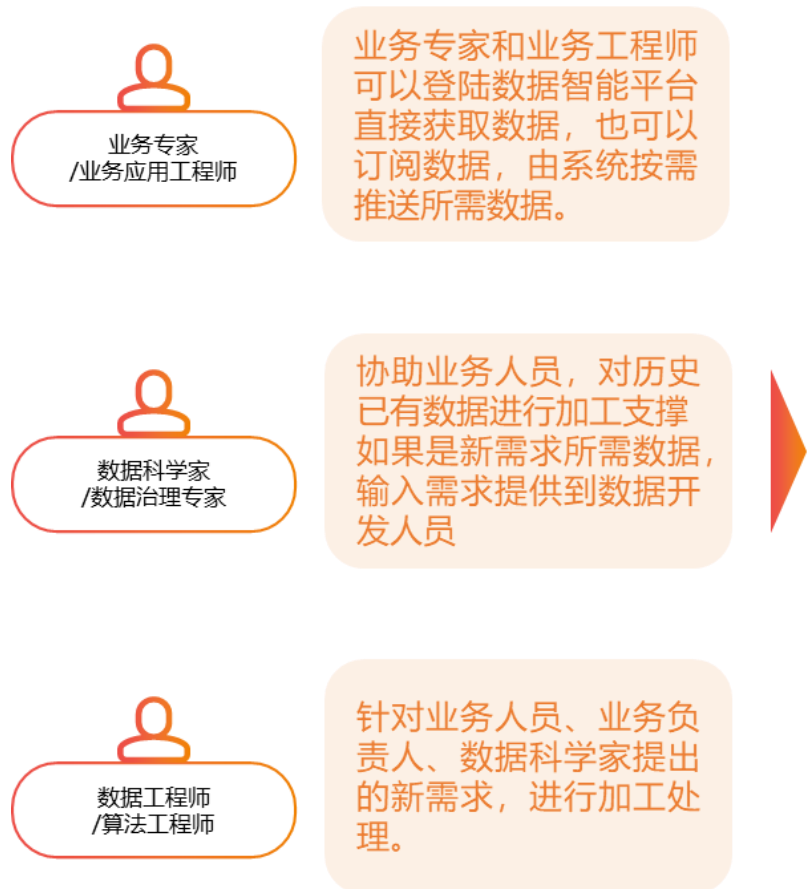 业务专家
/业务应用工程师
业务专家和业务工程师
可以登陆数据智能平台
直接获取数据，也可以
订阅数据，由系统按需
推送所需数据。
数据科学家
/数据治理专家
协助业务人员，对历史
已有数据进行加工支撑
如果是新需求所需数据，
输入需求提供到数据开
发人员
数据工程师
/算法工程师
针对业务人员、业务负
责人、数据科学家提出
的新需求，进行加工处
理。